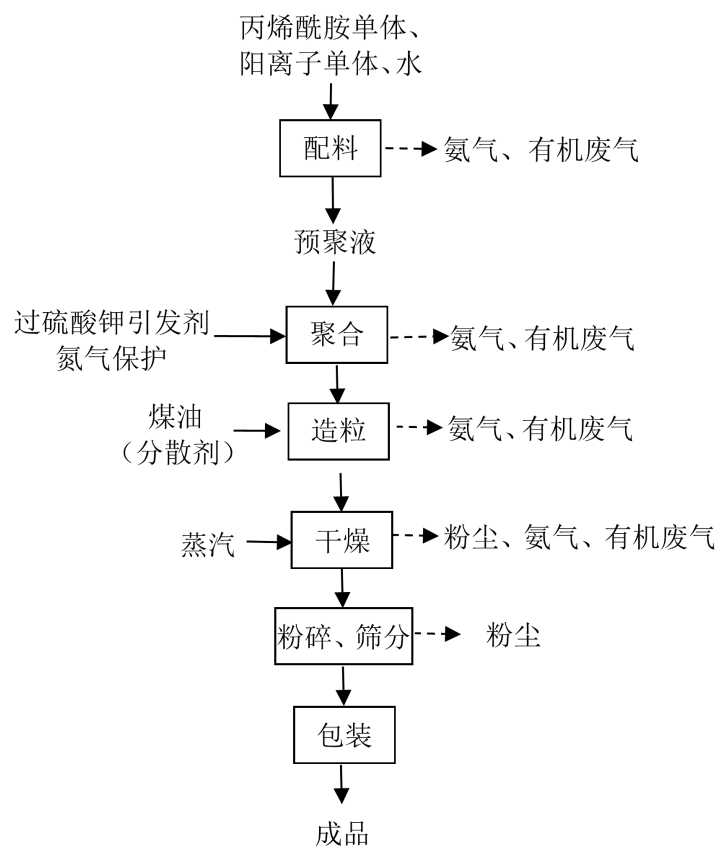 丙烯酰胺单体、
阳离子单体、水
配料
氨气、有机废气
预聚液
过硫酸钾引发剂
氮气保护
聚合
氨气、有机废气
煤油
（分散剂）
造粒
氨气、有机废气
蒸汽
干燥
粉尘、氨气、有机废气
粉碎、筛分
粉尘
包装
成品